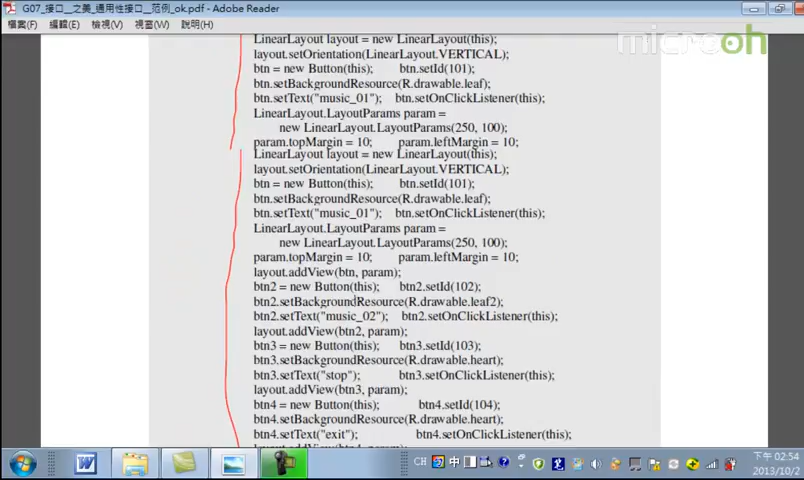 G07_接口__之美_通用性接口__范例_ok.pdf - Adobe Reader
檔案(F) 編輯(E) 檢視(V) 視窗(W) 說明(H)
microoh
LinearLayout layout = new LinearLayout(this);
layout.setOrientation(LinearLayout.VERTICAL);
btn = new Button(this); btn.setId(101);
btn.setBackgroundResource(R.drawable.leaf);
btn.setText("music_01"); btn.setOnClickListener(this);
LinearLayout.LayoutParams param =
new LinearLayout.LayoutParams(250, 100);
param.topMargin = 10; param.leftMargin = 10;
LinearLayout layout = new LinearLayout(this);
layout.setOrientation(LinearLayout.VERTICAL);
btn = new Button(this); btn.setId(101);
btn.setBackgroundResource(R.drawable.leaf);
btn.setText("music_01"); btn.setOnClickListener(this);
LinearLayout.LayoutParams param =
new LinearLayout.LayoutParams(250, 100);
param.topMargin = 10; param.leftMargin = 10;
layout.addView(btn, param);
btn2 = new Button(this); btn2.setId(102);
btn2.setBackgroundResource(R.drawable.leaf2);
btn2.setText("music_02"); btn2.setOnClickListener(this);
layout.addView(btn2, param);
btn3 = new Button(this); btn3.setId(103);
btn3.setBackgroundResource(R.drawable.heart);
btn3.setText("stop"); btn3.setOnClickListener(this);
layout.addView(btn3, param);
btn4 = new Button(this); btn4.setId(104);
btn4.setBackgroundResource(R.drawable.heart);
btn4.setText("exit"); btn4.setOnClickListener(this);
layout.addView(btn4, param);
CH 中
下午 02:54
2013/10/2